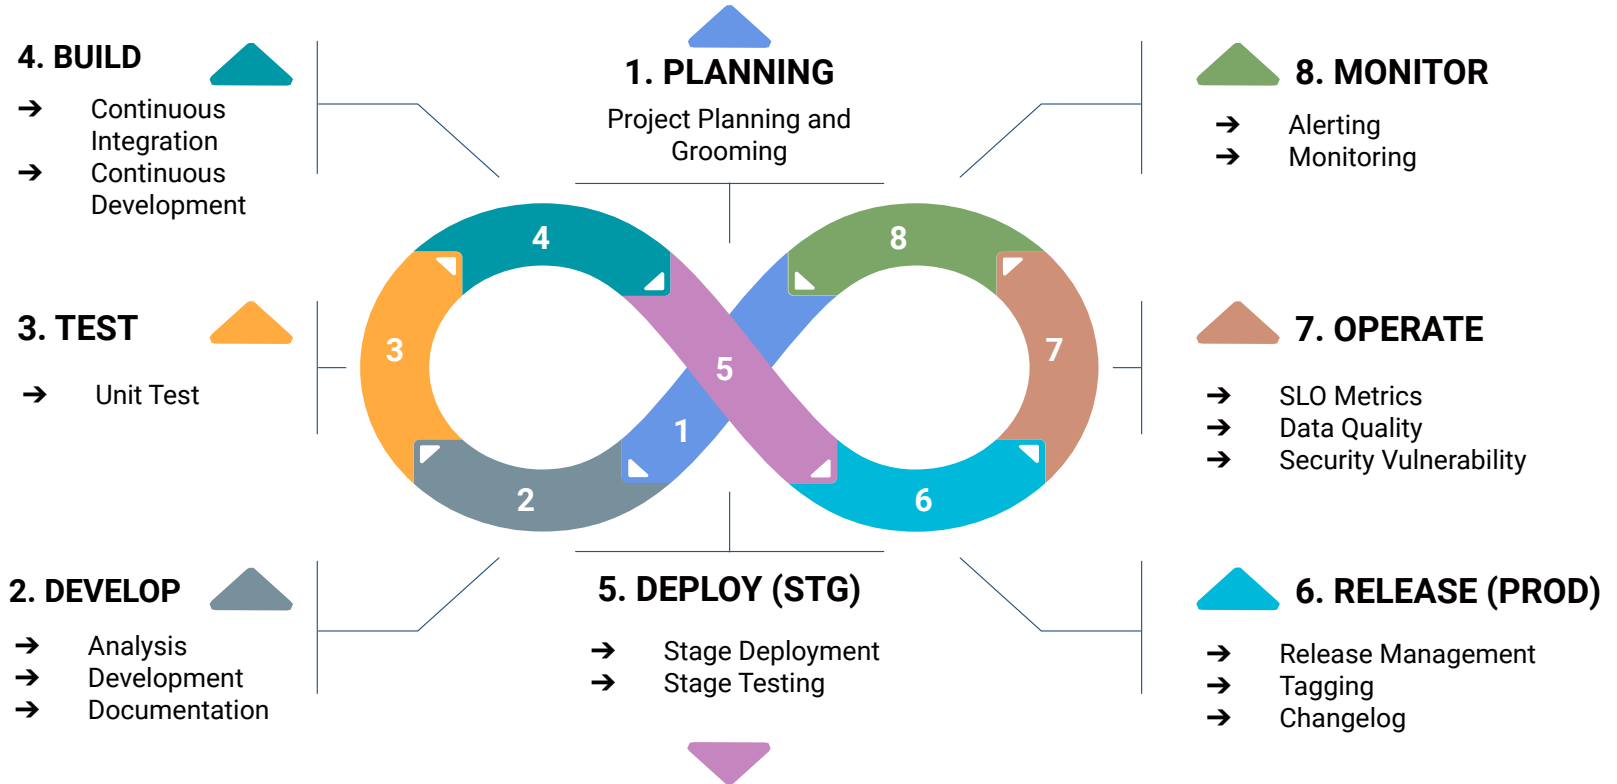 4. BUILD
➔ Continuous
Integration
➔ Continuous
Development
1. PLANNING
Project Planning and
Grooming
8. MONITOR
➔ Alerting
➔ Monitoring
3. TEST
➔ Unit Test
7. OPERATE
➔ SLO Metrics
➔ Data Quality
➔ Security Vulnerability
4
8
3
5
7
1
2
6
2. DEVELOP
➔ Analysis
➔ Development
➔ Documentation
5. DEPLOY (STG)
➔ Stage Deployment
➔ Stage Testing
6. RELEASE (PROD)
➔ Release Management
➔ Tagging
➔ Changelog